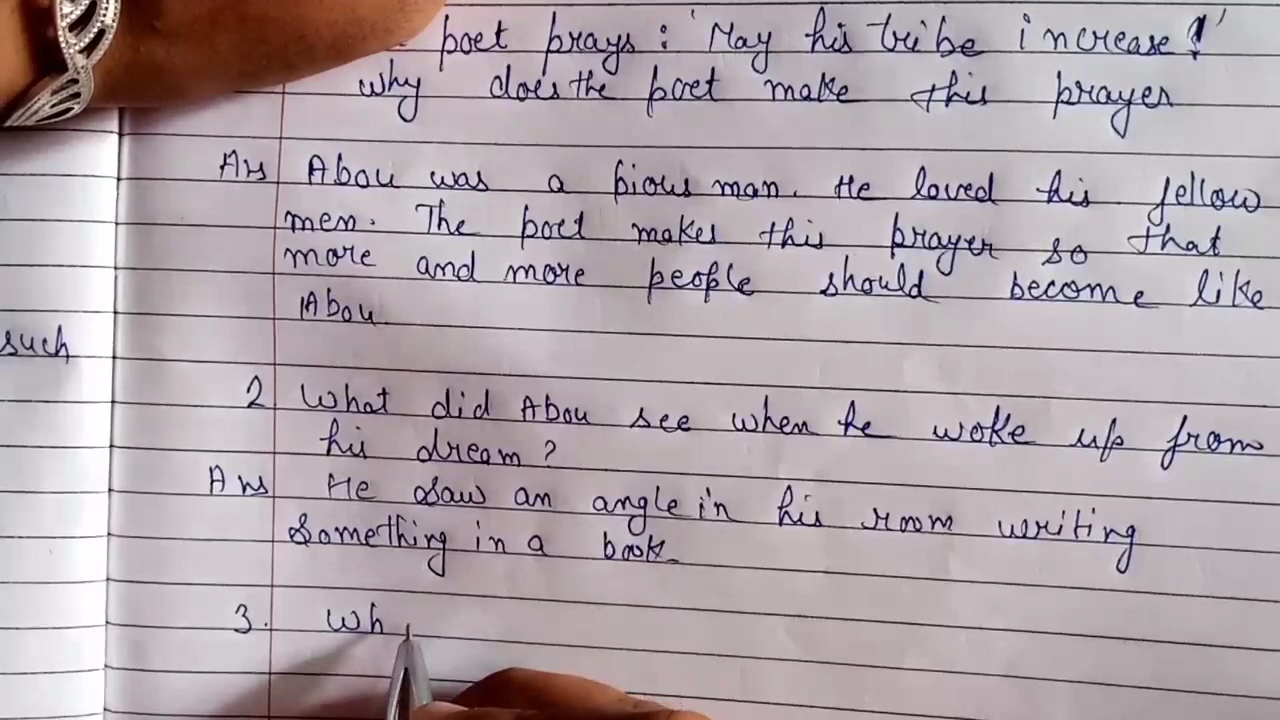 poet prays: 'May his tribe increase!'
why does the poet make this prayer
Ans Abou was a pious man. He loved his fellow
men. The poet makes this prayer so that
more and more people should become like
Abou
such
2 What did Abou see when he woke up from
his dream?
Ans He saw an angle in his room writing
Something in a book.
3. Wh